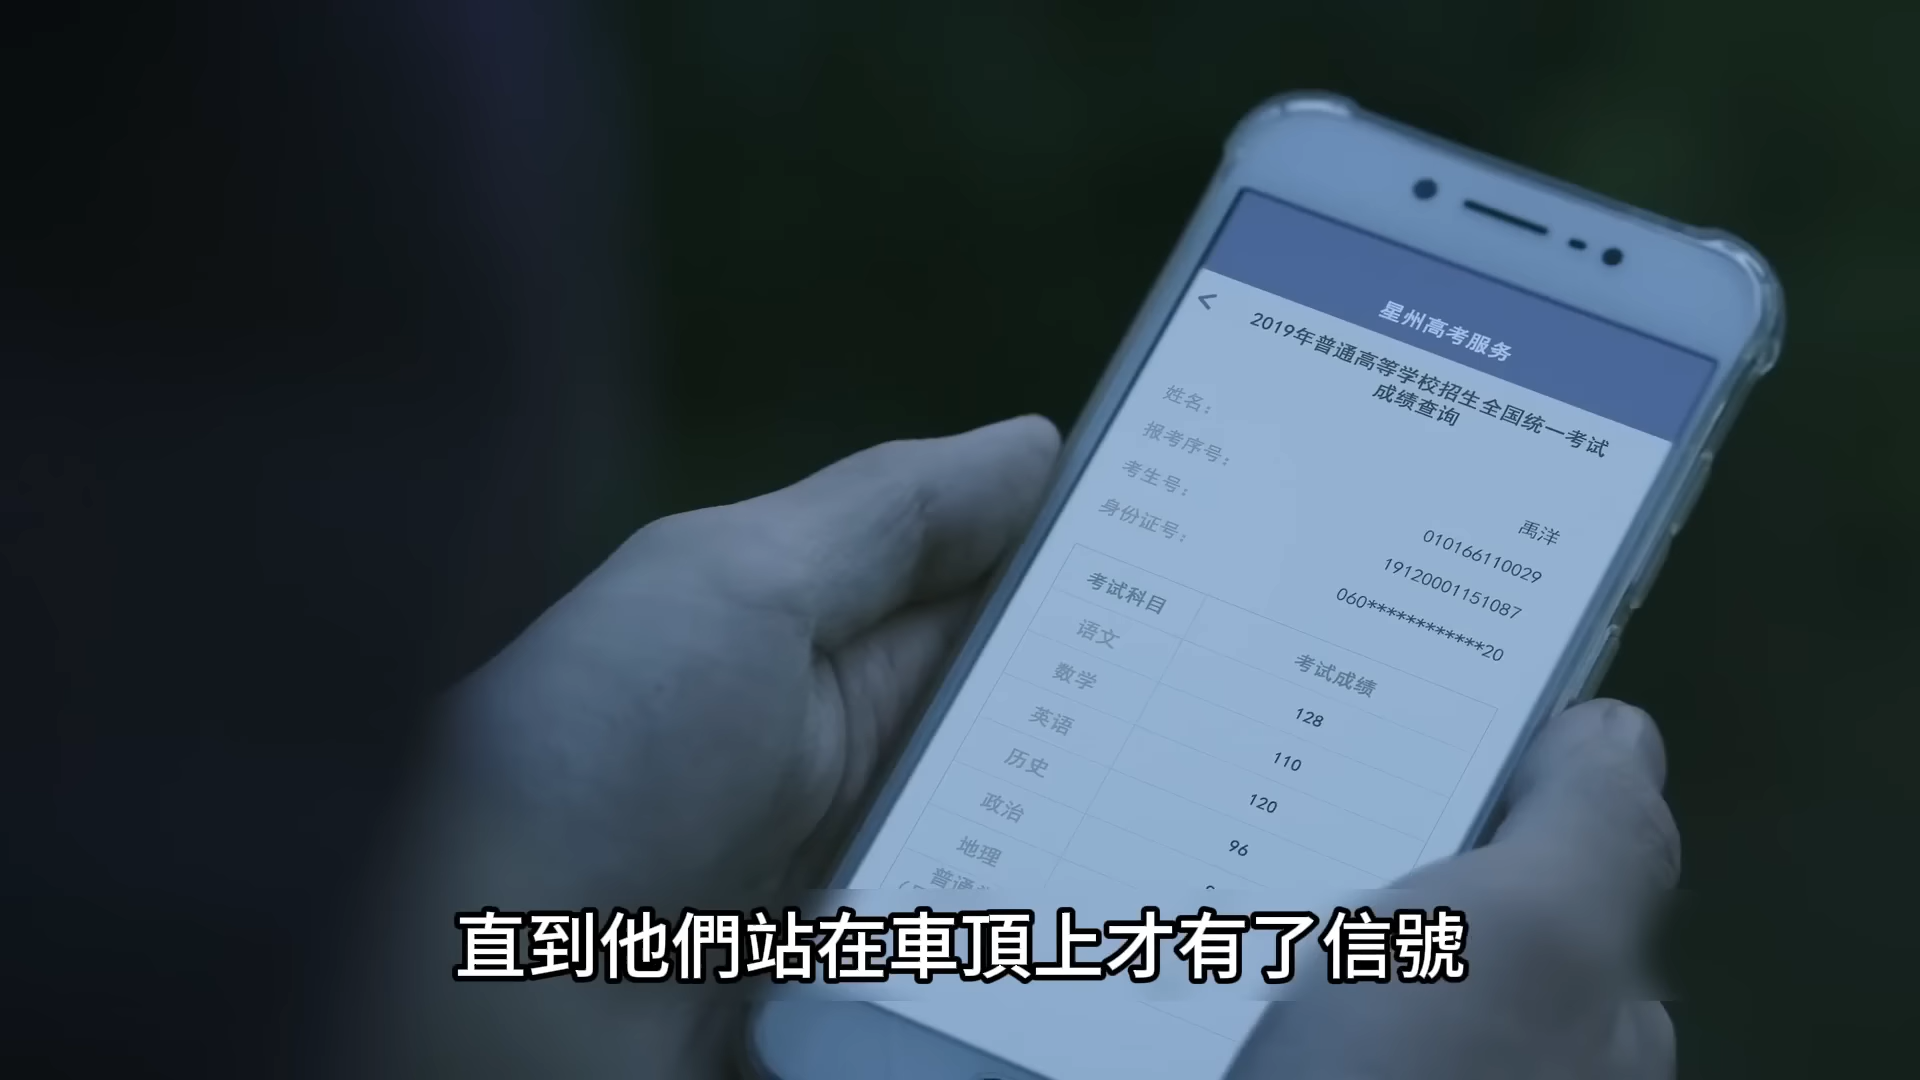 星州高考服务
<
2019年普通高等学校招生全国统一考试
成绩查询
姓名： 禹洋
报考序号： 010166110029
考生号： 19120001151087
身份证号： 060************20
考试科目 考试成绩
语文 128
数学 110
英语 120
历史 96
政治
地理
普通
直到他們站在車頂上才有了信號